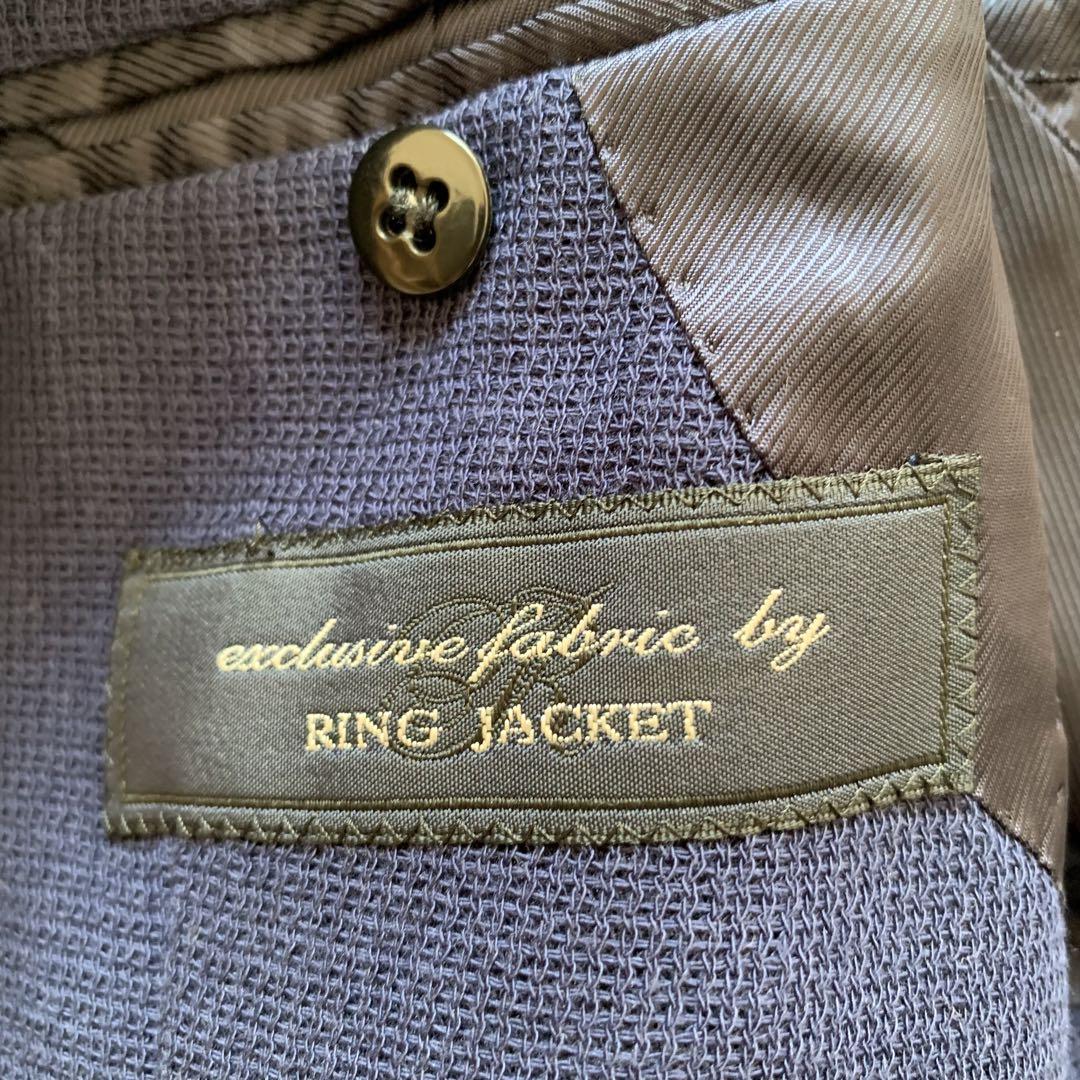 exclusive fabric by
RING JACKET